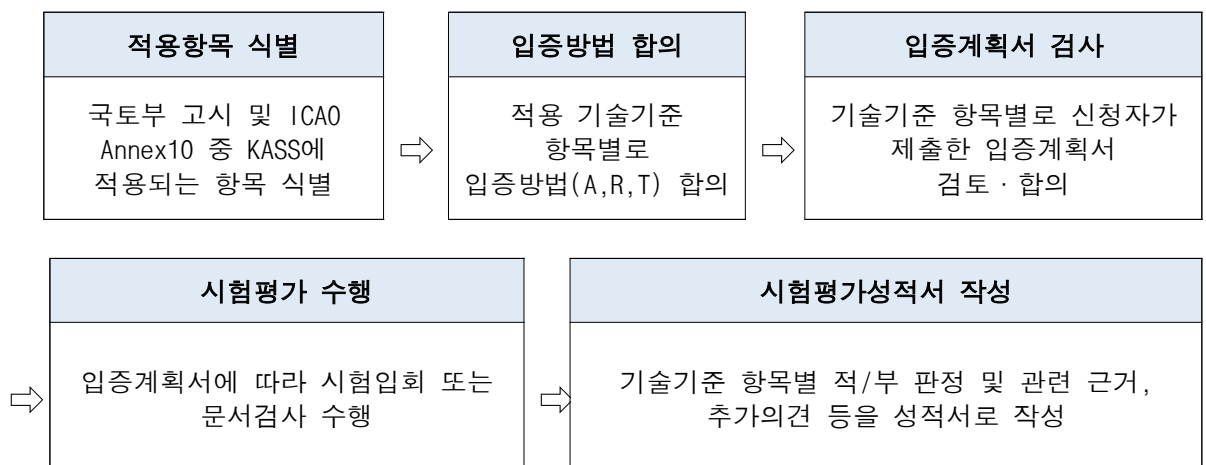 적용항목 식별
국토부 고시 및 ICAO
Annex10 중 KASS에
적용되는 항목 식별
⇨
입증방법 합의
적용 기술기준
항목별로
입증방법(A,R,T) 합의
⇨
입증계획서 검사
기술기준 항목별로 신청자가
제출한 입증계획서
검토·합의
⇨
시험평가 수행
입증계획서에 따라 시험입회 또는
문서검사 수행
⇨
시험평가성적서 작성
기술기준 항목별 적/부 판정 및 관련 근거,
추가의견 등을 성적서로 작성